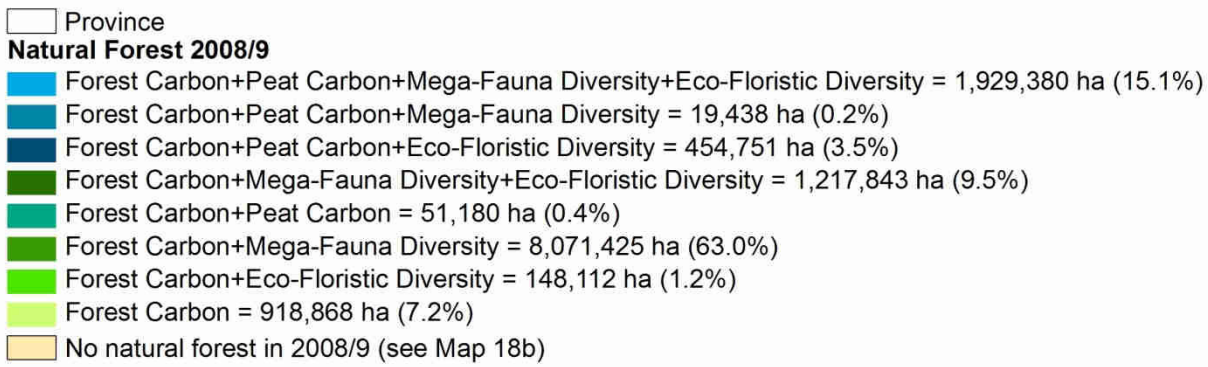 Province
Natural Forest 2008/9
Forest Carbon+Peat Carbon+Mega-Fauna Diversity+Eco-Floristic Diversity = 1,929,380 ha (15.1%)
Forest Carbon+Peat Carbon+Mega-Fauna Diversity = 19,438 ha (0.2%)
Forest Carbon+Peat Carbon+Eco-Floristic Diversity = 454,751 ha (3.5%)
Forest Carbon+Mega-Fauna Diversity+Eco-Floristic Diversity = 1,217,843 ha (9.5%)
Forest Carbon+Peat Carbon = 51,180 ha (0.4%)
Forest Carbon+Mega-Fauna Diversity = 8,071,425 ha (63.0%)
Forest Carbon+Eco-Floristic Diversity = 148,112 ha (1.2%)
Forest Carbon = 918,868 ha (7.2%)
No natural forest in 2008/9 (see Map 18b)